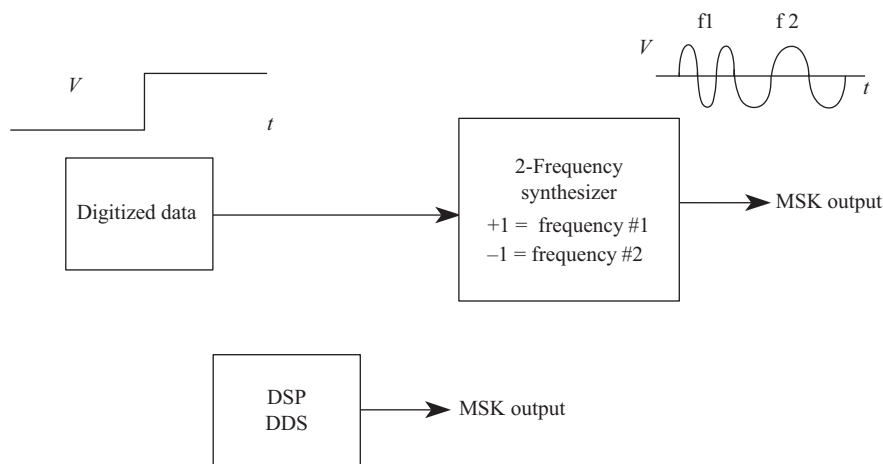 f1 f 2
V
t
V
t
Digitized data
2-Frequency
synthesizer
+1 = frequency #1
–1 = frequency #2
MSK output
DSP
DDS
MSK output